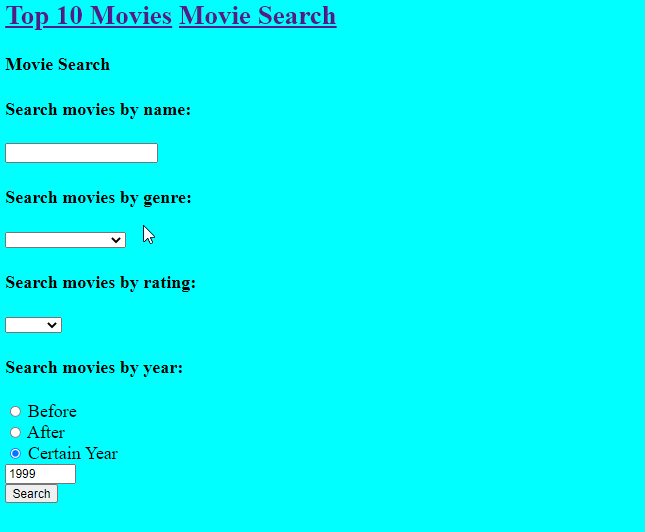 Top 10 Movies Movie Search
Movie Search
Search movies by name:
Search movies by genre:
Search movies by rating:
Search movies by year:
Before
After
Certain Year
1999
Search